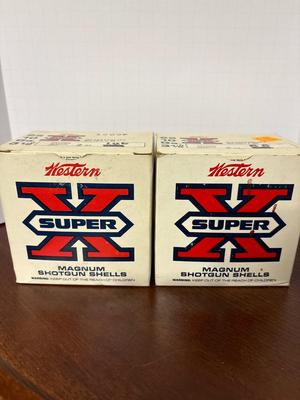 Western
SUPER X
MAGNUM
SHOTGUN SHELLS
WARNING: KEEP OUT OF THE REACH OF CHILDREN
Western
SUPER X
MAGNUM
SHOTGUN SHELLS
WARNING: KEEP OUT OF THE REACH OF CHILDREN